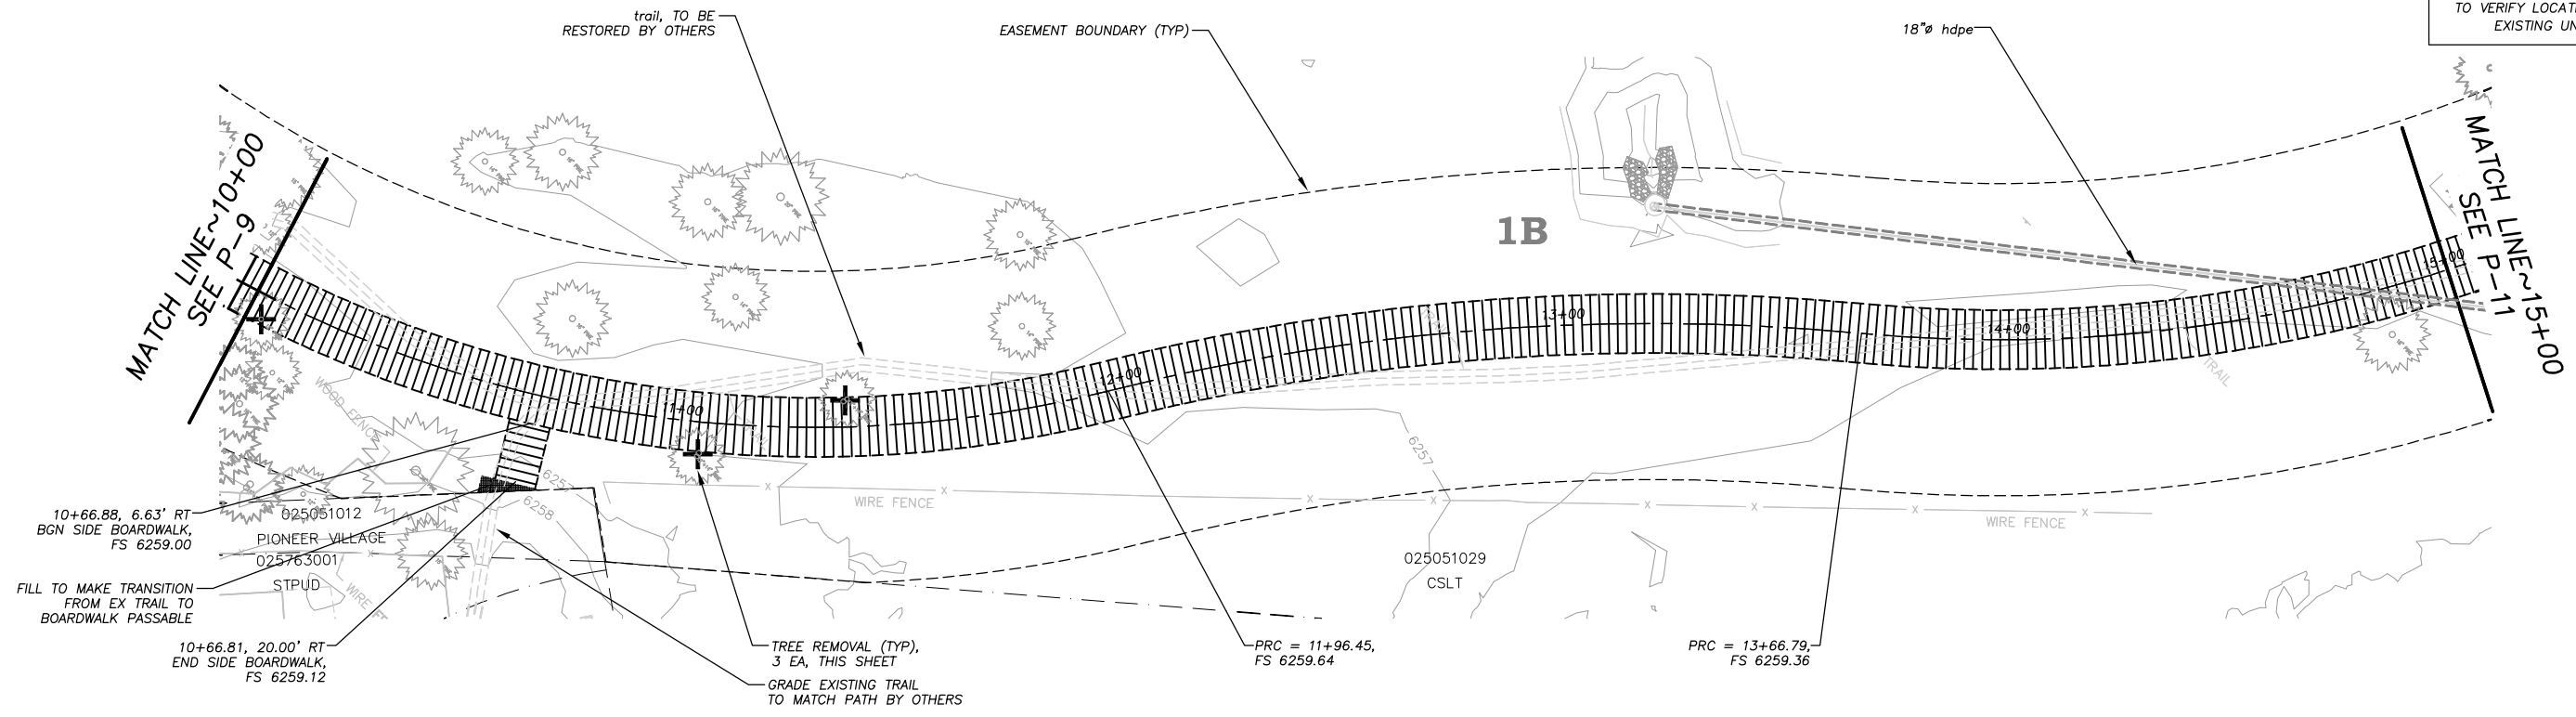 trail, TO BE
RESTORED BY OTHERS
EASEMENT BOUNDARY (TYP)
18"ø hdpe
TO VERIFY
EXISTING
MATCH LINE~10+00
SEE P-9
1B
MATCH LINE~15+00
SEE P-11
15+00
13+00
14+00
12+00
11+00
TRAIL
WOOD FENCE
6257
6257
6258
WIRE FENCE
WIRE FENCE
10+66.88, 6.63' RT
BGN SIDE BOARDWALK,
FS 6259.00
025051012
PIONEER VILLAGE
025763001
STPUD
025051029
CSLT
FILL TO MAKE TRANSITION
FROM EX TRAIL TO
BOARDWALK PASSABLE
10+66.81, 20.00' RT
END SIDE BOARDWALK,
FS 6259.12
TREE REMOVAL (TYP),
3 EA, THIS SHEET
GRADE EXISTING TRAIL
TO MATCH PATH BY OTHERS
PRC = 11+96.45,
FS 6259.64
PRC = 13+66.79,
FS 6259.36